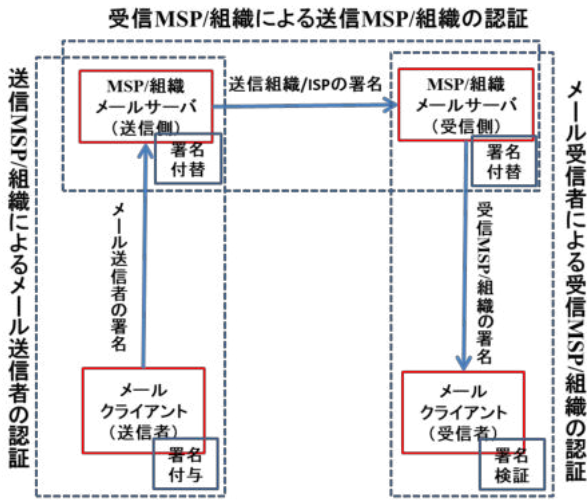 受信MSP/組織による送信MSP/組織の認証
送信MSP/組織によるメール送信者の認証
MSP/組織
メールサーバ
（送信側）
署名
付替
送信組織/ISPの署名
MSP/組織
メールサーバ
（受信側）
署名
付替
メール送信者の署名
受信MSP/組織の署名
メール
クライアント
（送信者）
署名
付与
メール
クライアント
（受信者）
署名
検証
メール受信者による受信MSP/組織の認証